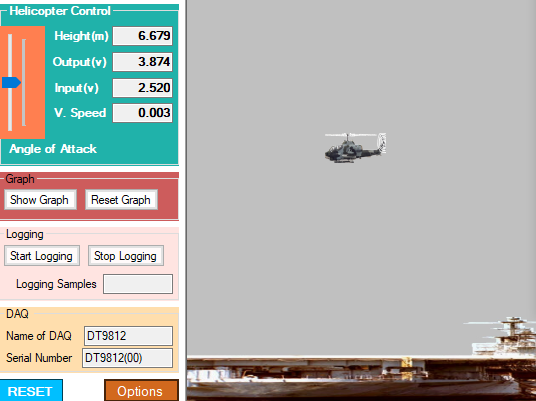 Helicopter Control
Height(m) 6.679
Output(v) 3.874
Input(v) 2.520
V. Speed 0.003
Angle of Attack
Graph
Show Graph Reset Graph
Logging
Start Logging Stop Logging
Logging Samples
DAQ
Name of DAQ DT9812
Serial Number DT9812(00)
RESET Options